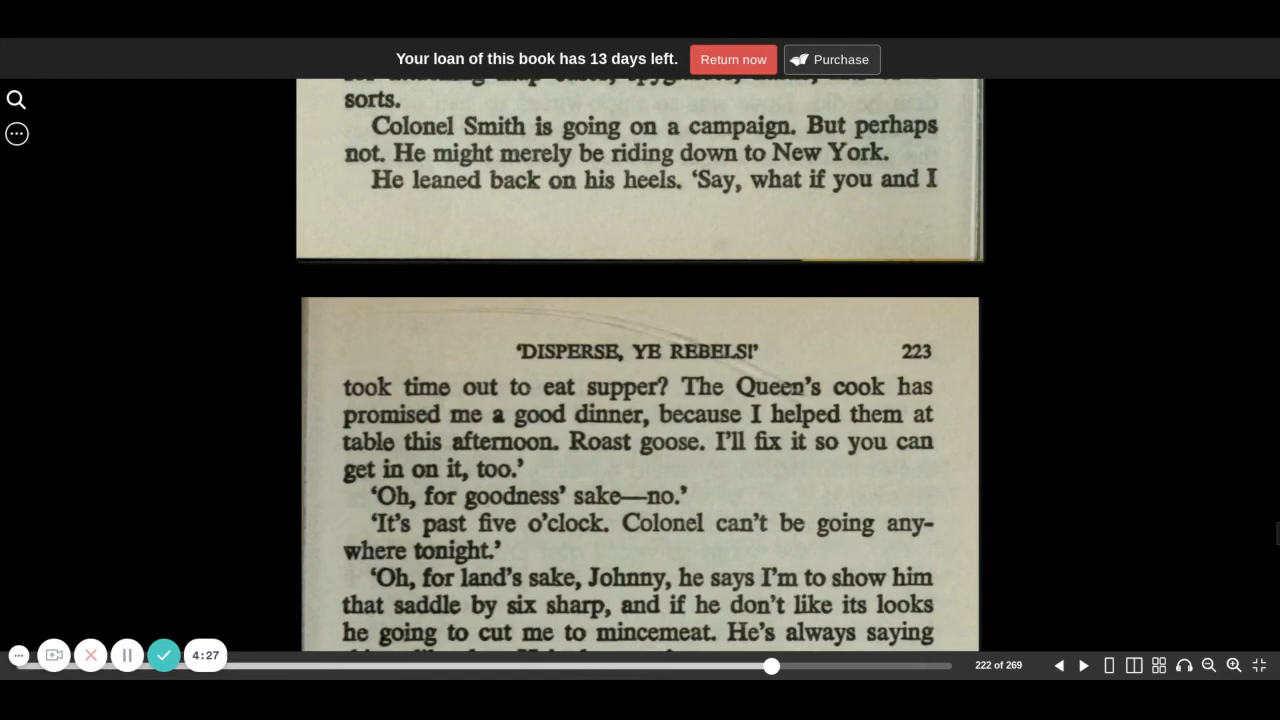 Your loan of this book has 13 days left. Return now Purchase
sorts.
Colonel Smith is going on a campaign. But perhaps
not. He might merely be riding down to New York.
He leaned back on his heels. ‘Say, what if you and I
‘DISPERSE, YE REBELS!’ 223
took time out to eat supper? The Queen’s cook has
promised me a good dinner, because I helped them at
table this afternoon. Roast goose. I’ll fix it so you can
get in on it, too.’
‘Oh, for goodness’ sake—no.’
‘It’s past five o’clock. Colonel can’t be going any-
where tonight.’
‘Oh, for land’s sake, Johnny, he says I’m to show him
that saddle by six sharp, and if he don’t like its looks
he going to cut me to mincemeat. He’s always saying
4:27
222 of 269